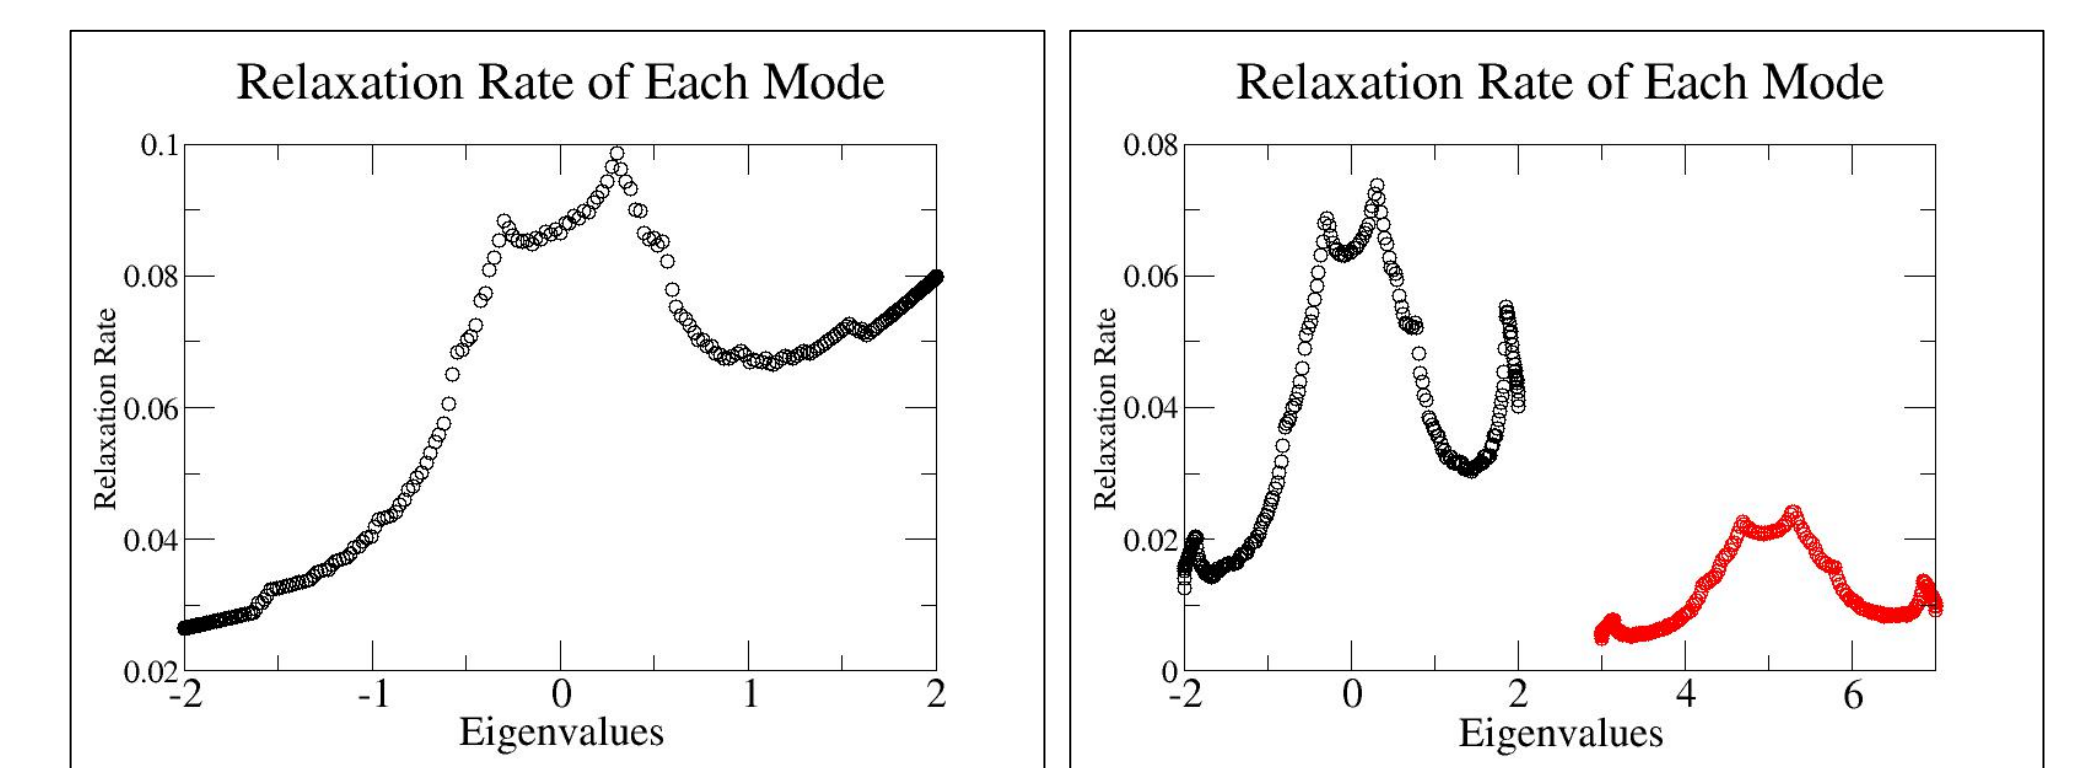 Relaxation Rate of Each Mode
0.1
0.08
0.06
0.04
0.02
Relaxation Rate
-2 -1 0 1 2
Eigenvalues
Relaxation Rate of Each Mode
0.08
0.06
0.04
0.02
0
Relaxation Rate
-2 0 2 4 6
Eigenvalues